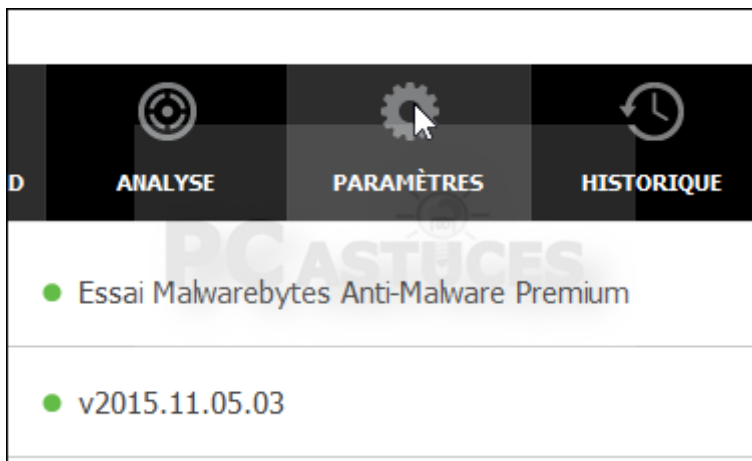 D ANALYSE PARAMÈTRES HISTORIQUE
PC ASTUCES
Essai Malwarebytes Anti-Malware Premium
v2015.11.05.03